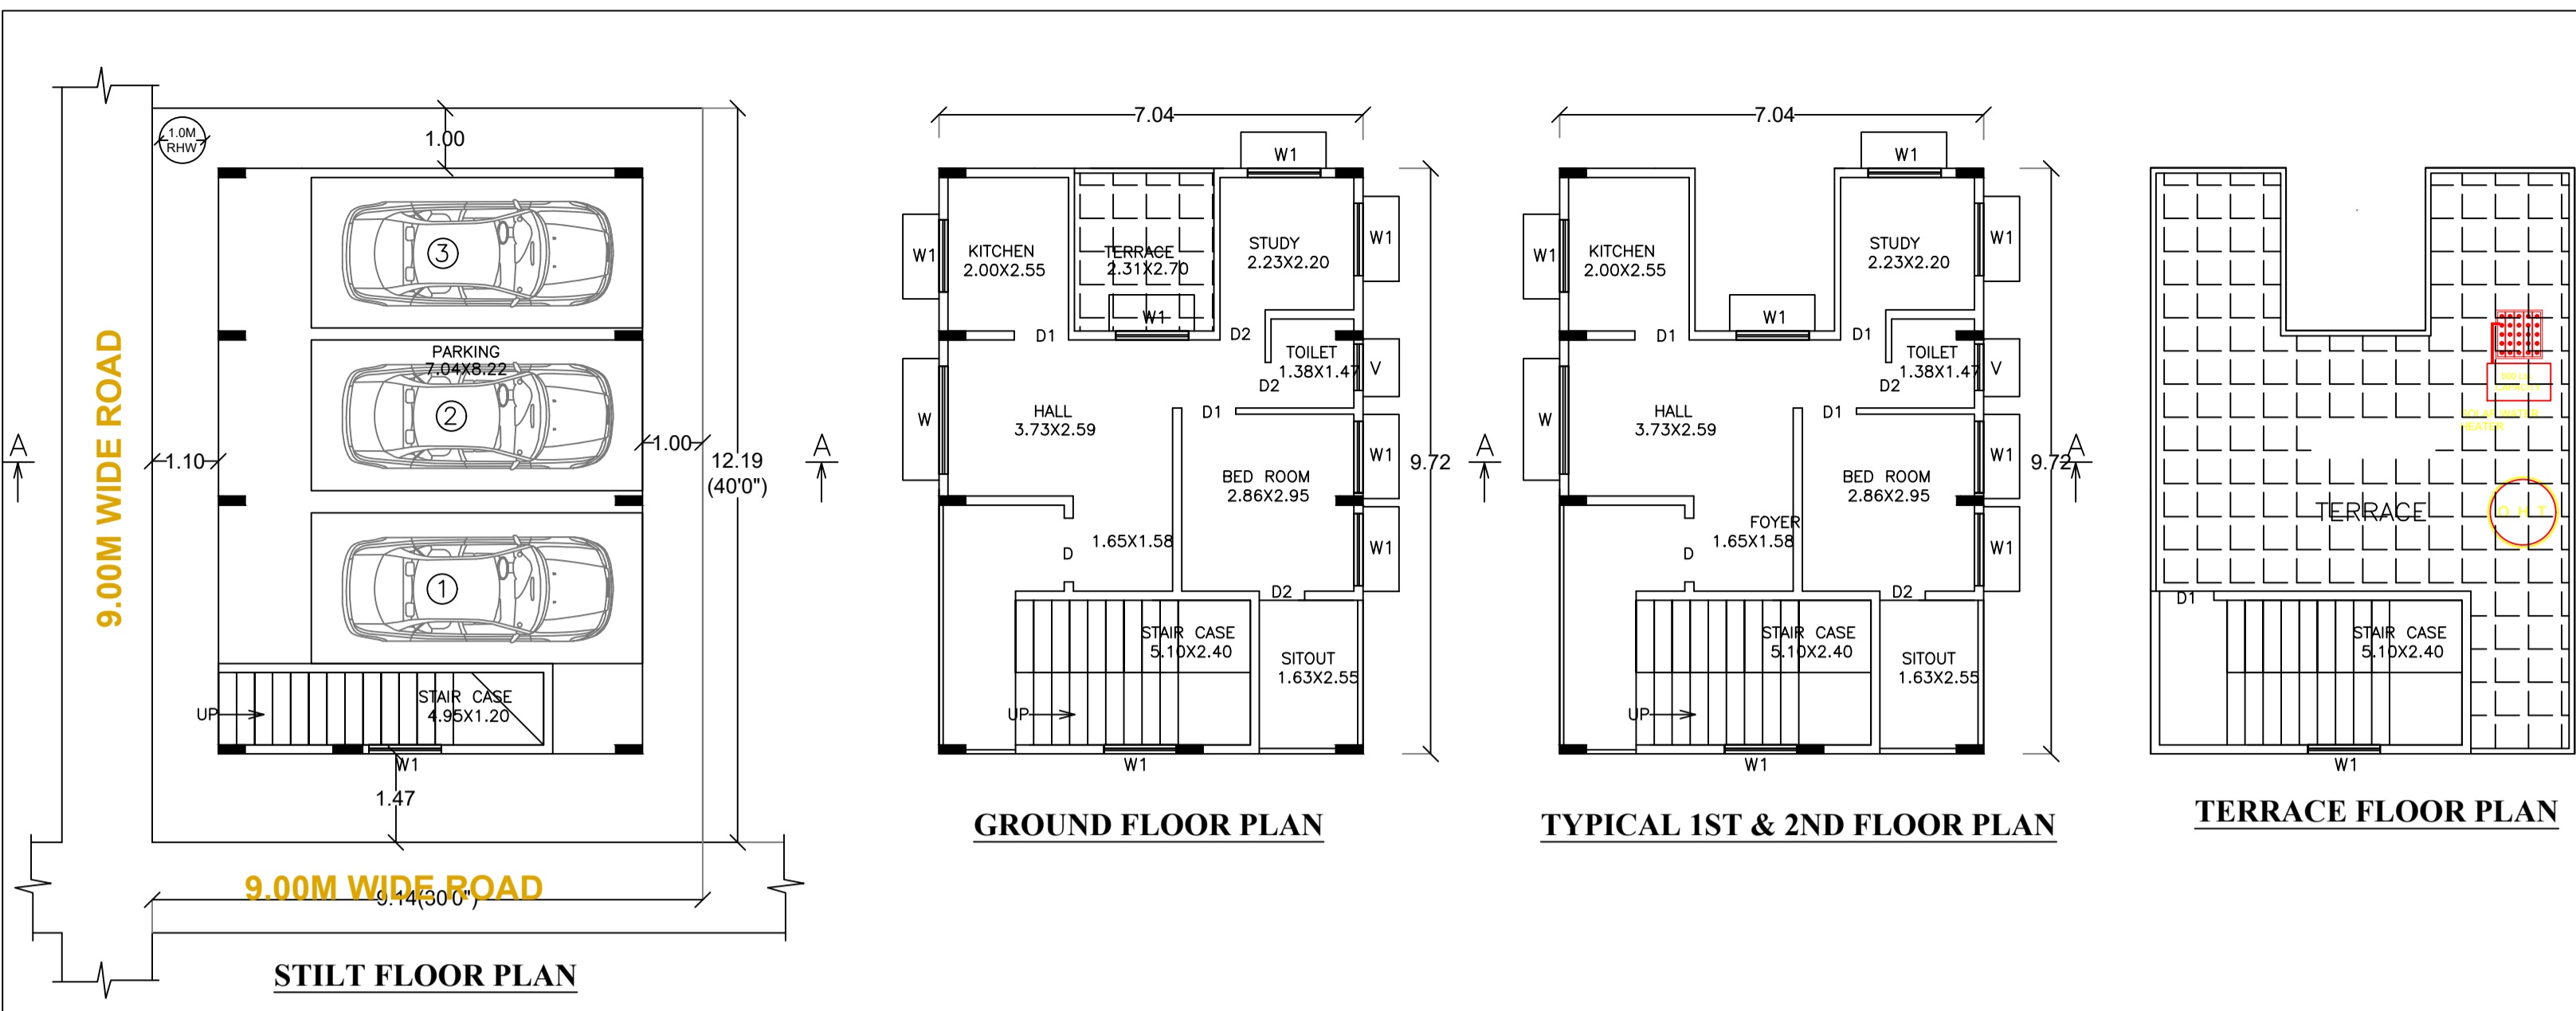 1.0M
RHW
1.00
3
PARKING
7.04X8.22
2
1
9.00M WIDE ROAD
A
1.10
1.00
12.19
(40'0")
A
STAIR CASE
4.95X1.20
UP
W1
1.47
9.00M WIDE ROAD
9.14(30'0")
STILT FLOOR PLAN
7.04
W1
KITCHEN
2.00X2.55
W1
TERRACE
2.31X2.70
W1
STUDY
2.23X2.20
W1
D1
D2
TOILET
1.38X1.47
V
D2
W
HALL
3.73X2.59
D1
W1
BED ROOM
2.86X2.95
9.72
1.65X1.58
D
W1
D2
STAIR CASE
5.10X2.40
SITOUT
1.63X2.55
UP
W1
GROUND FLOOR PLAN
7.04
W1
KITCHEN
2.00X2.55
W1
W1
STUDY
2.23X2.20
W1
D1
D1
TOILET
1.38X1.47
V
D2
W
HALL
3.73X2.59
D1
W1
A
BED ROOM
2.86X2.95
9.72
A
FOYER
1.65X1.58
D
W1
D2
STAIR CASE
5.10X2.40
SITOUT
1.63X2.55
UP
W1
TYPICAL 1ST & 2ND FLOOR PLAN
CAPACITY
SOLAR WATER
HEATER
TERRACE
O.H.T
D1
STAIR CASE
5.10X2.40
W1
TERRACE FLOOR PLAN